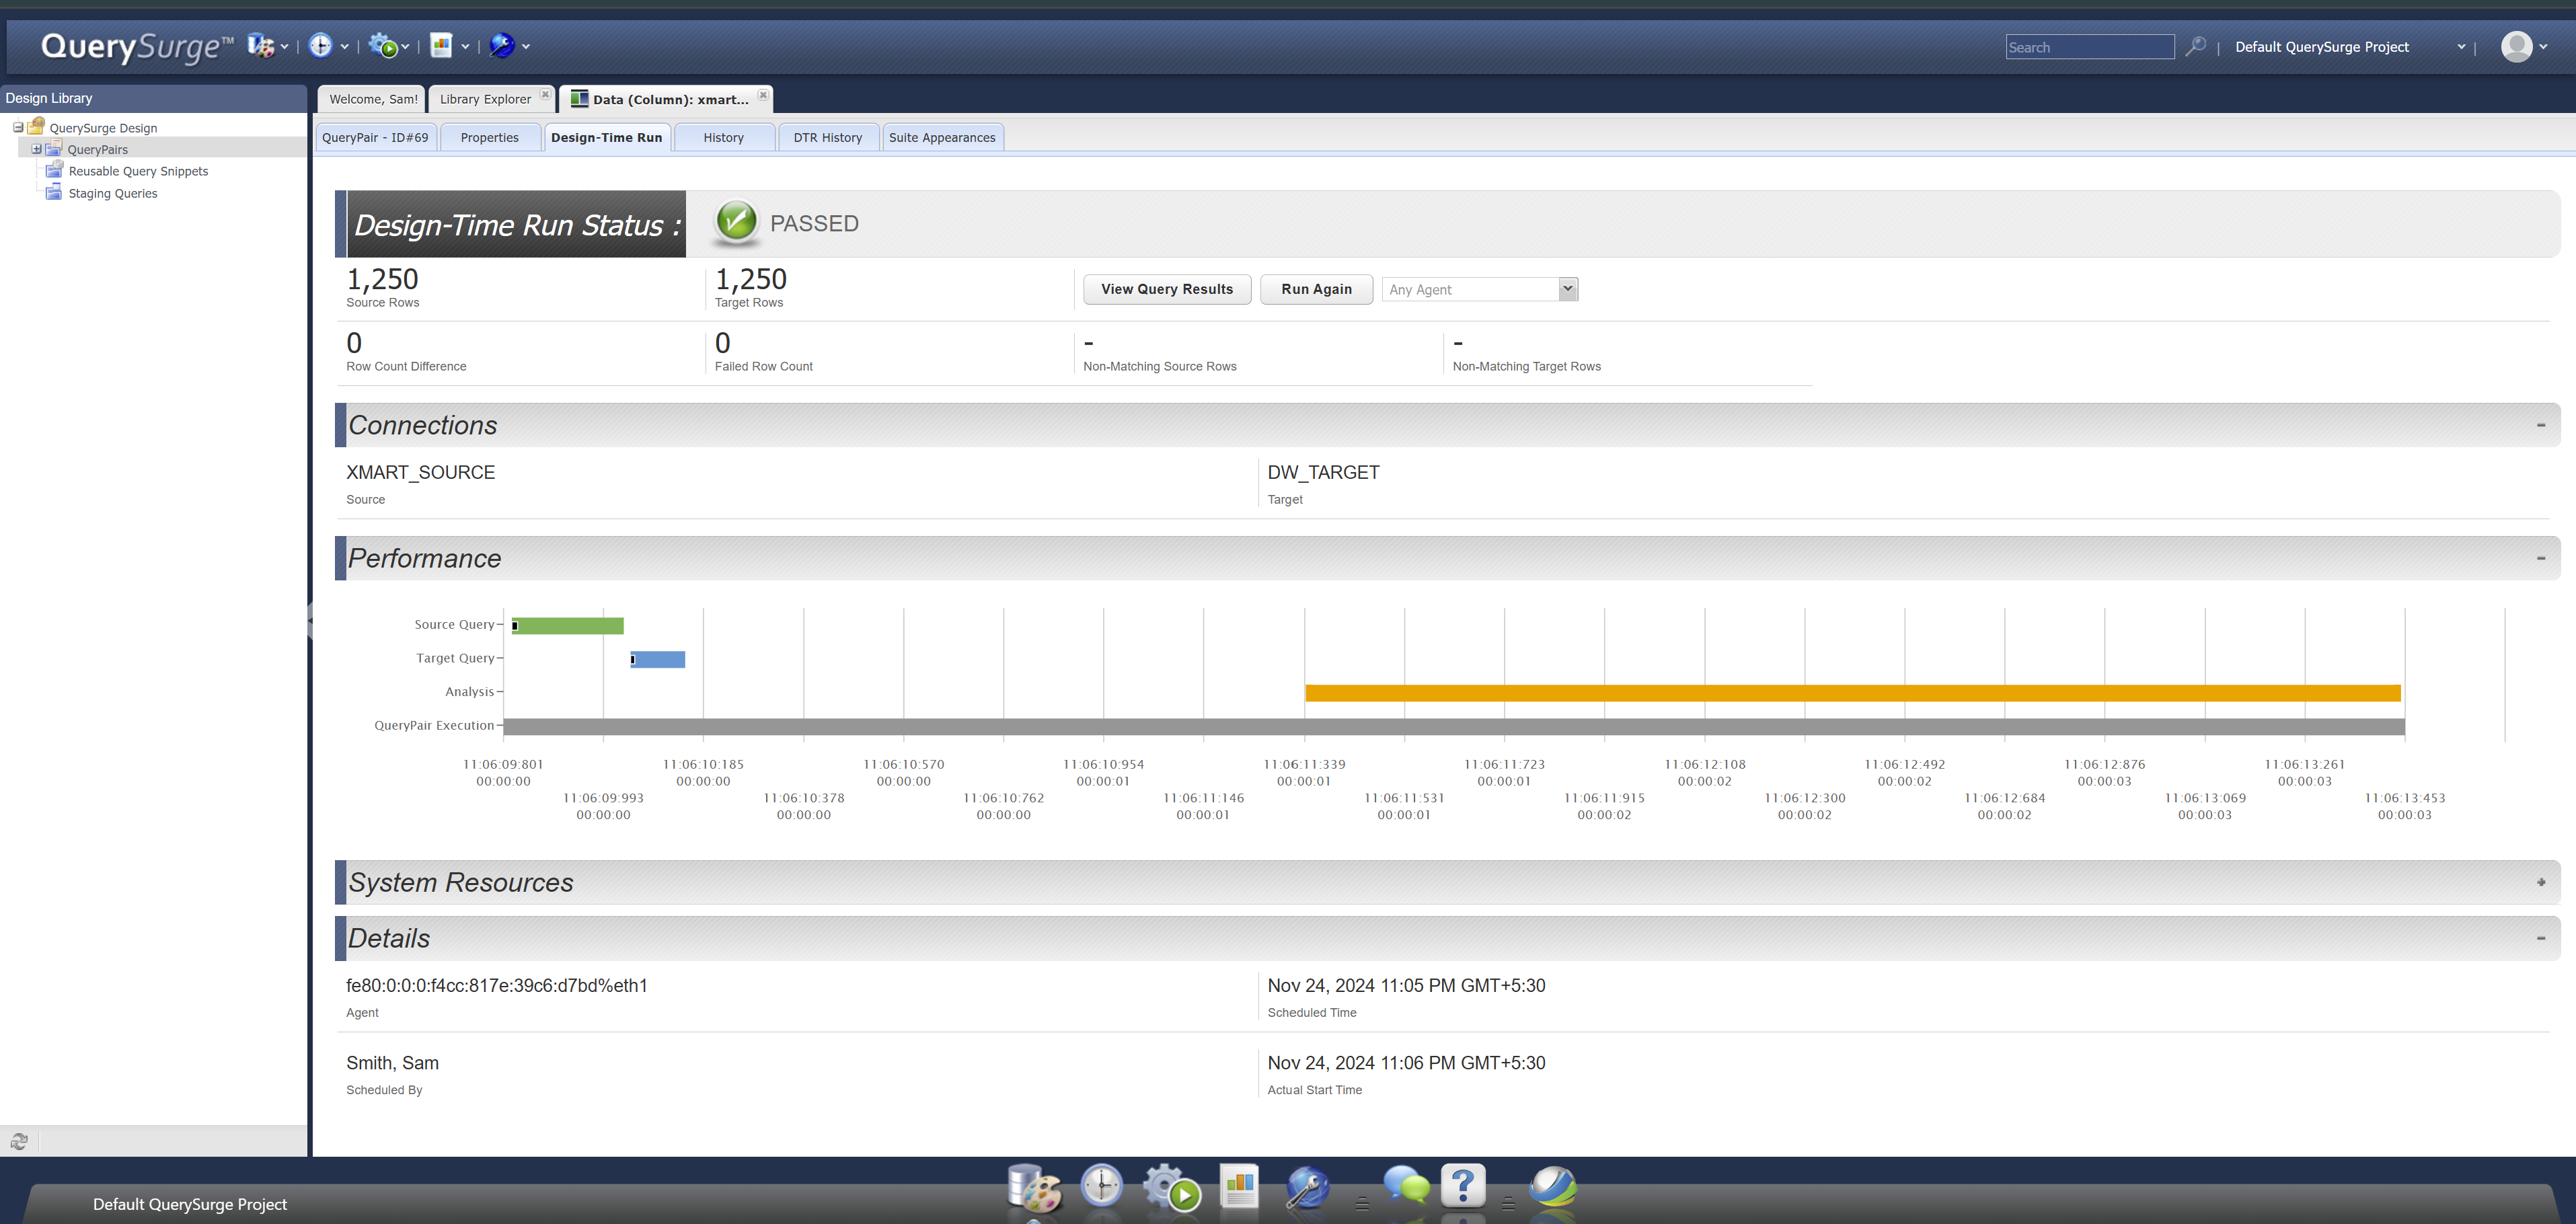 QuerySurge™
Search
Default QuerySurge Project
Design Library
Welcome, Sam!
Library Explorer
Data (Column): xmart...
QuerySurge Design
QueryPairs
Reusable Query Snippets
Staging Queries
QueryPair - ID#69
Properties
Design-Time Run
History
DTR History
Suite Appearances
Design-Time Run Status :
PASSED
1,250
Source Rows
1,250
Target Rows
View Query Results
Run Again
Any Agent
0
Row Count Difference
0
Failed Row Count
-
Non-Matching Source Rows
-
Non-Matching Target Rows
Connections
XMART_SOURCE
Source
DW_TARGET
Target
Performance
Source Query
Target Query
Analysis
QueryPair Execution
11:06:09:801 11:06:10:185 11:06:10:570 11:06:10:954 11:06:11:339 11:06:11:723 11:06:12:108 11:06:12:492 11:06:12:876 11:06:13:261
00:00:00 00:00:00 00:00:00 00:00:01 00:00:01 00:00:01 00:00:02 00:00:02 00:00:03 00:00:03
11:06:09:993 11:06:10:378 11:06:10:762 11:06:11:146 11:06:11:531 11:06:11:915 11:06:12:300 11:06:12:684 11:06:13:069 11:06:13:453
00:00:00 00:00:00 00:00:00 00:00:01 00:00:01 00:00:02 00:00:02 00:00:02 00:00:03 00:00:03
System Resources
Details
fe80:0:0:0:f4cc:817e:39c6:d7bd%eth1
Agent
Nov 24, 2024 11:05 PM GMT+5:30
Scheduled Time
Smith, Sam
Scheduled By
Nov 24, 2024 11:06 PM GMT+5:30
Actual Start Time
Default QuerySurge Project